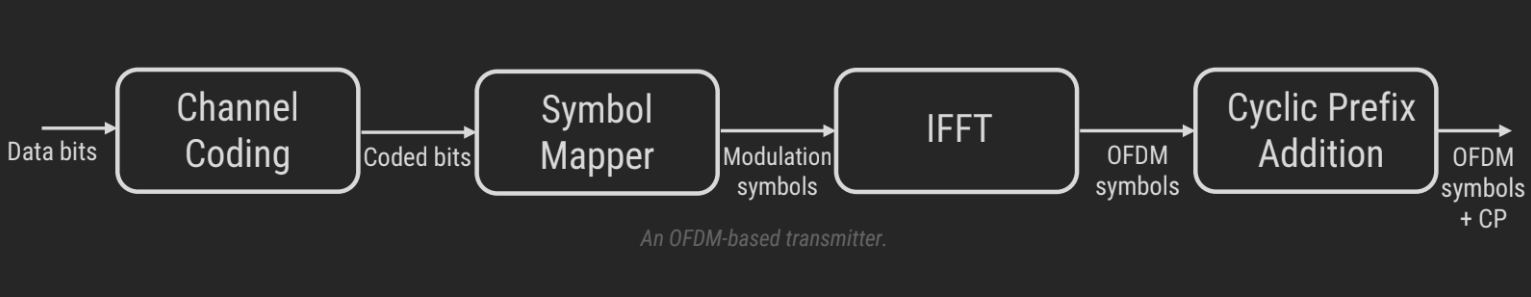 Data bits
Channel
Coding
Coded bits
Symbol
Mapper
Modulation
symbols
IFFT
OFDM
symbols
Cyclic Prefix
Addition
OFDM
symbols
+ CP
An OFDM-based transmitter.